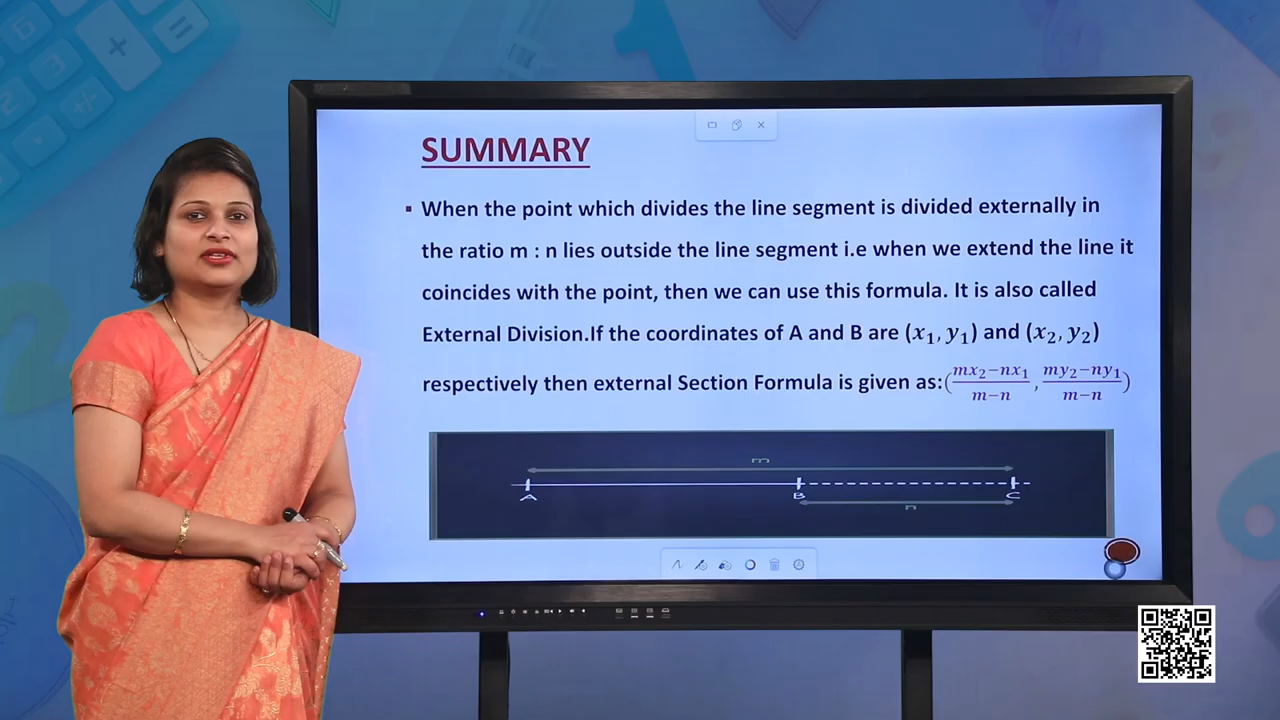 SUMMARY
▪ When the point which divides the line segment is divided externally in
the ratio m : n lies outside the line segment i.e when we extend the line it
coincides with the point, then we can use this formula. It is also called
External Division.If the coordinates of A and B are (x₁, y₁) and (x₂, y₂)
respectively then external Section Formula is given as:(mx₂−nx₁/m−n , my₂−ny₁/m−n)
m
A B C
n